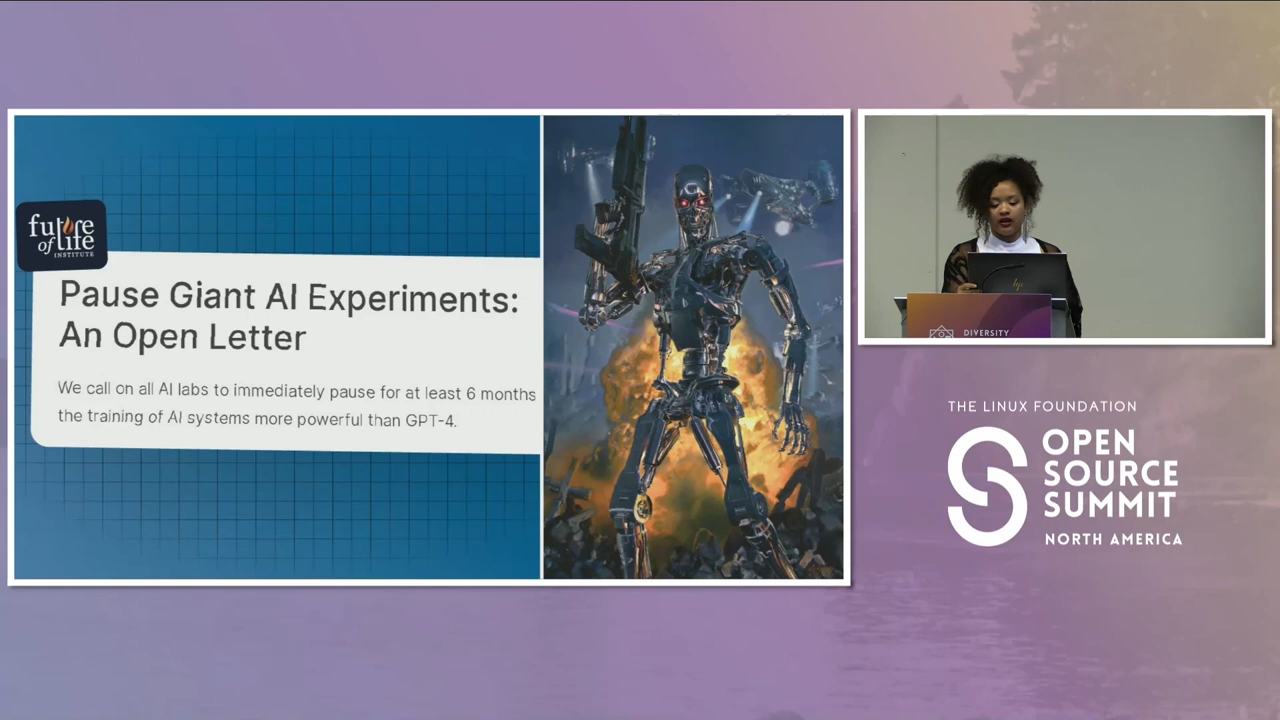 future
of life
INSTITUTE
Pause Giant AI Experiments:
An Open Letter
We call on all AI labs to immediately pause for at least 6 months
the training of AI systems more powerful than GPT-4.
DIVERSITY
THE LINUX FOUNDATION
OPEN
SOURCE
SUMMIT
NORTH AMERICA